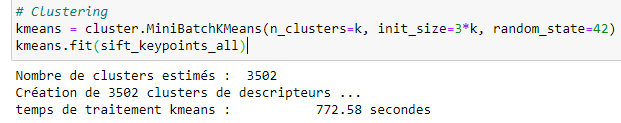 # Clustering
kmeans = cluster.MiniBatchKMeans(n_clusters=k, init_size=3*k, random_state=42)
kmeans.fit(sift_keypoints_all)
Nombre de clusters estimés :  3502
Création de 3502 clusters de descripteurs ...
temps de traitement kmeans :            772.58 secondes